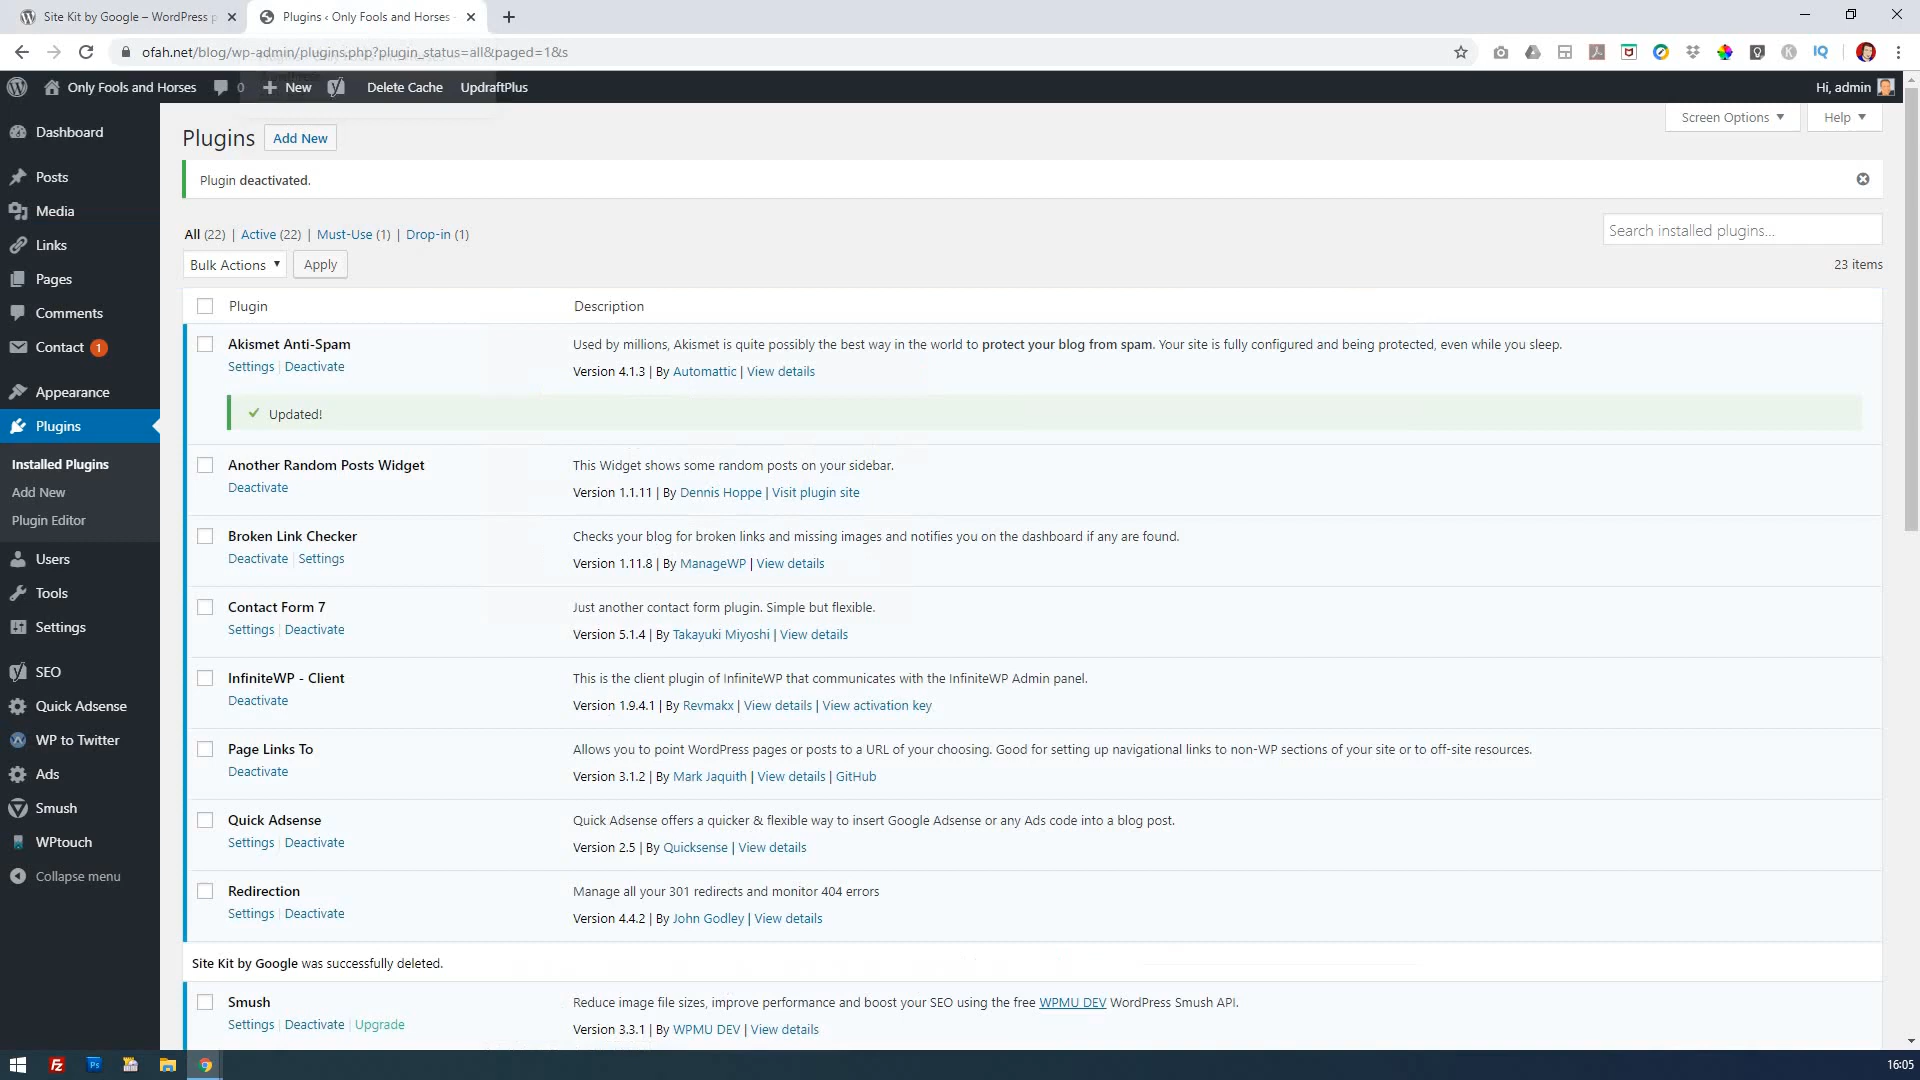 Site Kit by Google – WordPress p
Plugins ‹ Only Fools and Horses
ofah.net/blog/wp-admin/plugins.php?plugin_status=all&paged=1&s
Only Fools and Horses 0 New Delete Cache UpdraftPlus Hi, admin
Dashboard
Posts
Media
Links
Pages
Comments
Contact 1
Appearance
Plugins
Installed Plugins
Add New
Plugin Editor
Users
Tools
Settings
SEO
Quick Adsense
WP to Twitter
Ads
Smush
WPtouch
Collapse menu
Screen Options Help
Plugins Add New
Plugin deactivated.
All (22) | Active (22) | Must-Use (1) | Drop-in (1)
Search installed plugins...
Bulk Actions Apply
23 items
Plugin Description
Akismet Anti-Spam
Settings | Deactivate
Used by millions, Akismet is quite possibly the best way in the world to protect your blog from spam. Your site is fully configured and being protected, even while you sleep.
Version 4.1.3 | By Automattic | View details
Updated!
Another Random Posts Widget
Deactivate
This Widget shows some random posts on your sidebar.
Version 1.1.11 | By Dennis Hoppe | Visit plugin site
Broken Link Checker
Deactivate | Settings
Checks your blog for broken links and missing images and notifies you on the dashboard if any are found.
Version 1.11.8 | By ManageWP | View details
Contact Form 7
Settings | Deactivate
Just another contact form plugin. Simple but flexible.
Version 5.1.4 | By Takayuki Miyoshi | View details
InfiniteWP - Client
Deactivate
This is the client plugin of InfiniteWP that communicates with the InfiniteWP Admin panel.
Version 1.9.4.1 | By Revmakx | View details | View activation key
Page Links To
Deactivate
Allows you to point WordPress pages or posts to a URL of your choosing. Good for setting up navigational links to non-WP sections of your site or to off-site resources.
Version 3.1.2 | By Mark Jaquith | View details | GitHub
Quick Adsense
Settings | Deactivate
Quick Adsense offers a quicker & flexible way to insert Google Adsense or any Ads code into a blog post.
Version 2.5 | By Quicksense | View details
Redirection
Settings | Deactivate
Manage all your 301 redirects and monitor 404 errors
Version 4.4.2 | By John Godley | View details
Site Kit by Google was successfully deleted.
Smush
Settings | Deactivate | Upgrade
Reduce image file sizes, improve performance and boost your SEO using the free WPMU DEV WordPress Smush API.
Version 3.3.1 | By WPMU DEV | View details
16:05